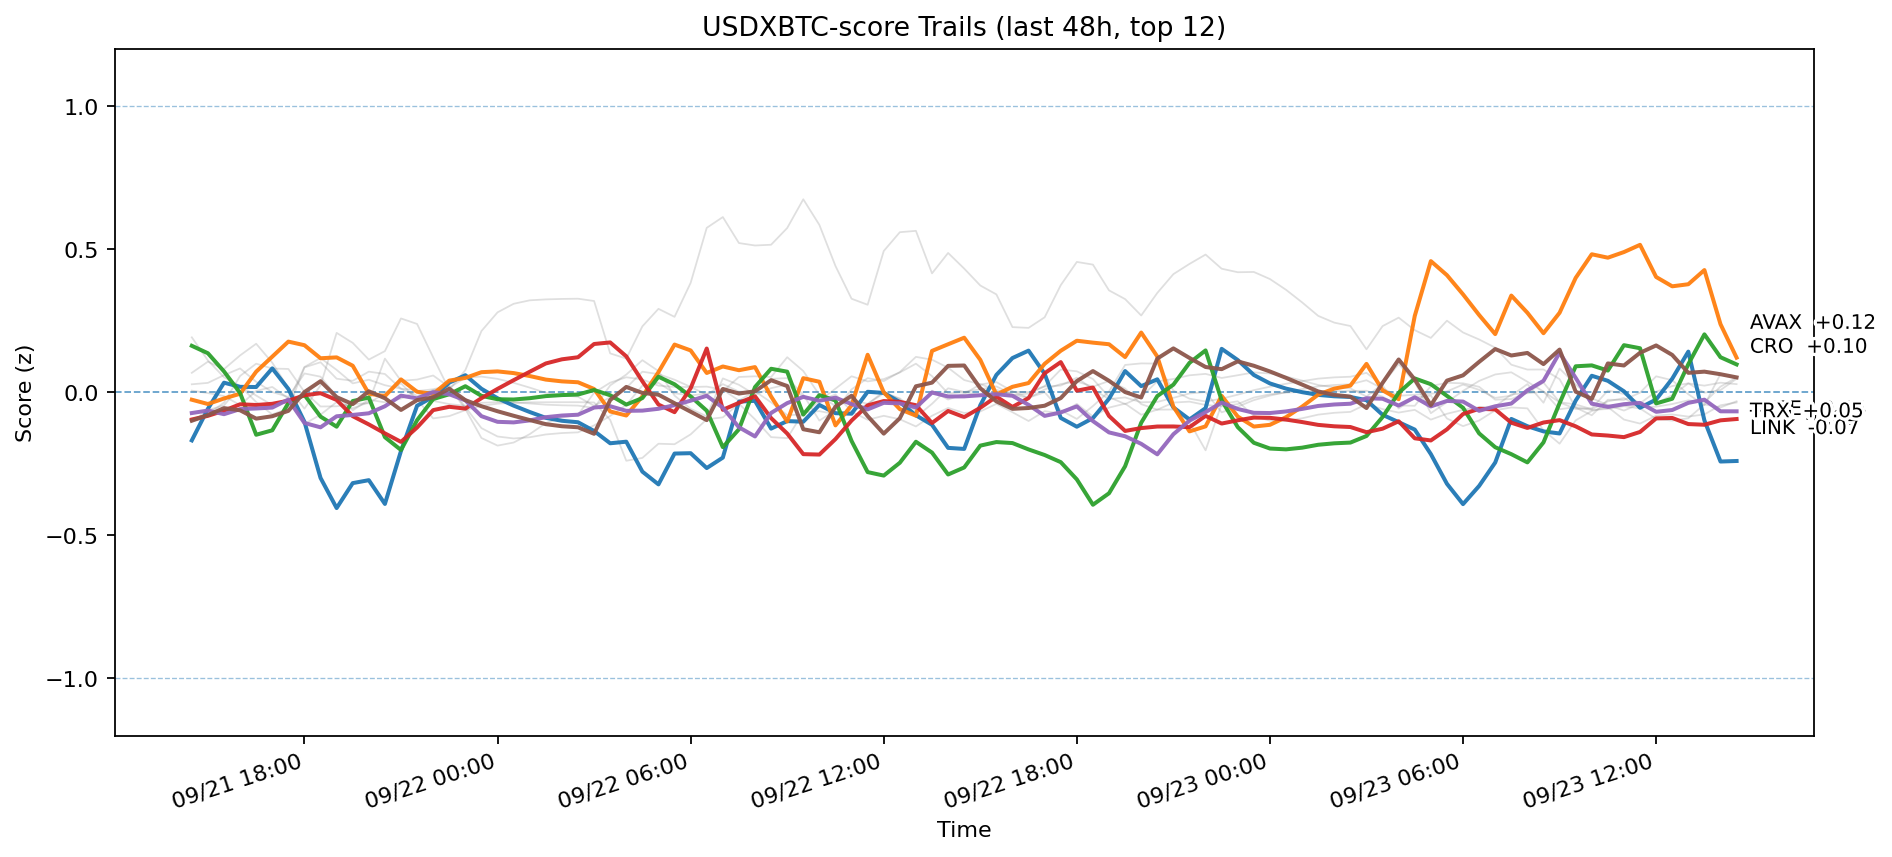 USDXBTC-score Trails (last 48h, top 12)
Score (z)
1.0
0.5
0.0
−0.5
−1.0
AVAX +0.12
CRO +0.10
TRX +0.05
LINK -0.07
09/21 18:00
09/22 00:00
09/22 06:00
09/22 12:00
09/22 18:00
09/23 00:00
09/23 06:00
09/23 12:00
Time